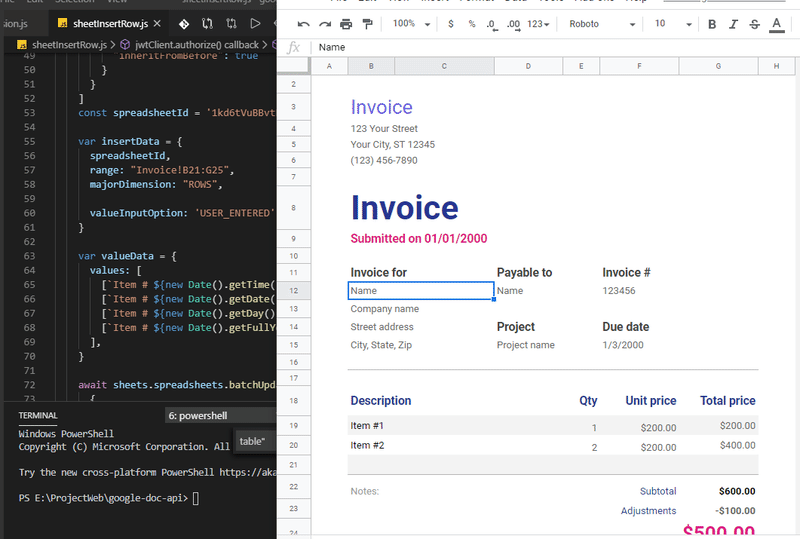 sion.js
sheetInsertRow.js
sheetInsertRow.js > jwtClient.authorize() callback >
49 'inheritFromBefore': true
50 }
51 }
52 ]
53 const spreadsheetId = '1kd6tVuBBvt
54
55 var insertData = {
56 spreadsheetId,
57 range: "Invoice!B21:G25",
58 majorDimension: "ROWS",
59
60 valueInputOption: 'USER_ENTERED'
61 }
62
63 var valueData = {
64 values: [
65 [`Item # ${new Date().getTime(
66 [`Item # ${new Date().getDate(
67 [`Item # ${new Date().getDay()
68 [`Item # ${new Date().getFullYe
69 ],
70 }
71
72 await sheets.spreadsheets.batchUpd
73 {
TERMINAL
6: powershell
Windows PowerShell
Copyright (C) Microsoft Corporation. All
table"
Try the new cross-platform PowerShell https://aka
PS E:\ProjectWeb\google-doc-api>
100% $ % .0 .00 123 Roboto 10 B I S A
fx Name
A B C D E F G H
2
3 Invoice
4 123 Your Street
5 Your City, ST 12345
6 (123) 456-7890
7
8 Invoice
9 Submitted on 01/01/2000
10
11 Invoice for Payable to Invoice #
12 Name Name 123456
13 Company name
14 Street address Project Due date
15 City, State, Zip Project name 1/3/2000
16
17
18 Description Qty Unit price Total price
19 Item #1 1 $200.00 $200.00
20 Item #2 2 $200.00 $400.00
21
22 Notes: Subtotal $600.00
23 Adjustments -$100.00
24 $500.00